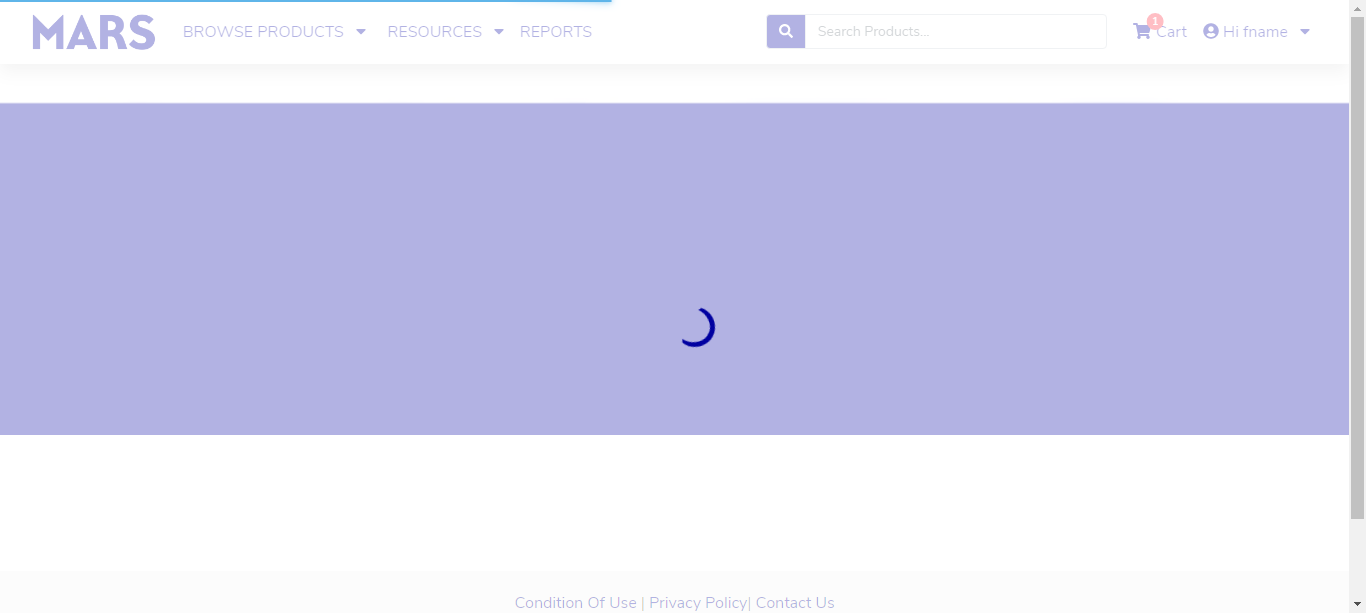 MARS
BROWSE PRODUCTS
RESOURCES
REPORTS
Search Products...
1
Cart
Hi fname
Condition Of Use | Privacy Policy| Contact Us